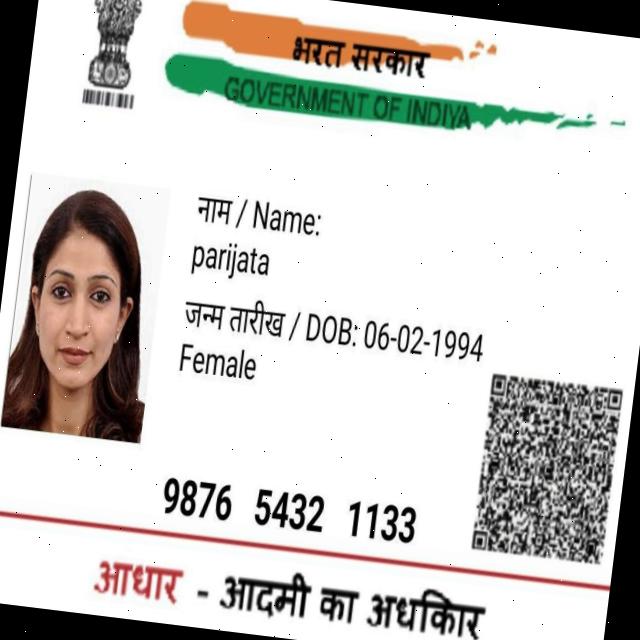 भरत सरकार
GOVERNMENT OF INDIYA
नाम / Name:
parijata
जन्म तारीख / DOB: 06-02-1994
Female
9876 5432 1133
आधार - आदमी का अधकिार